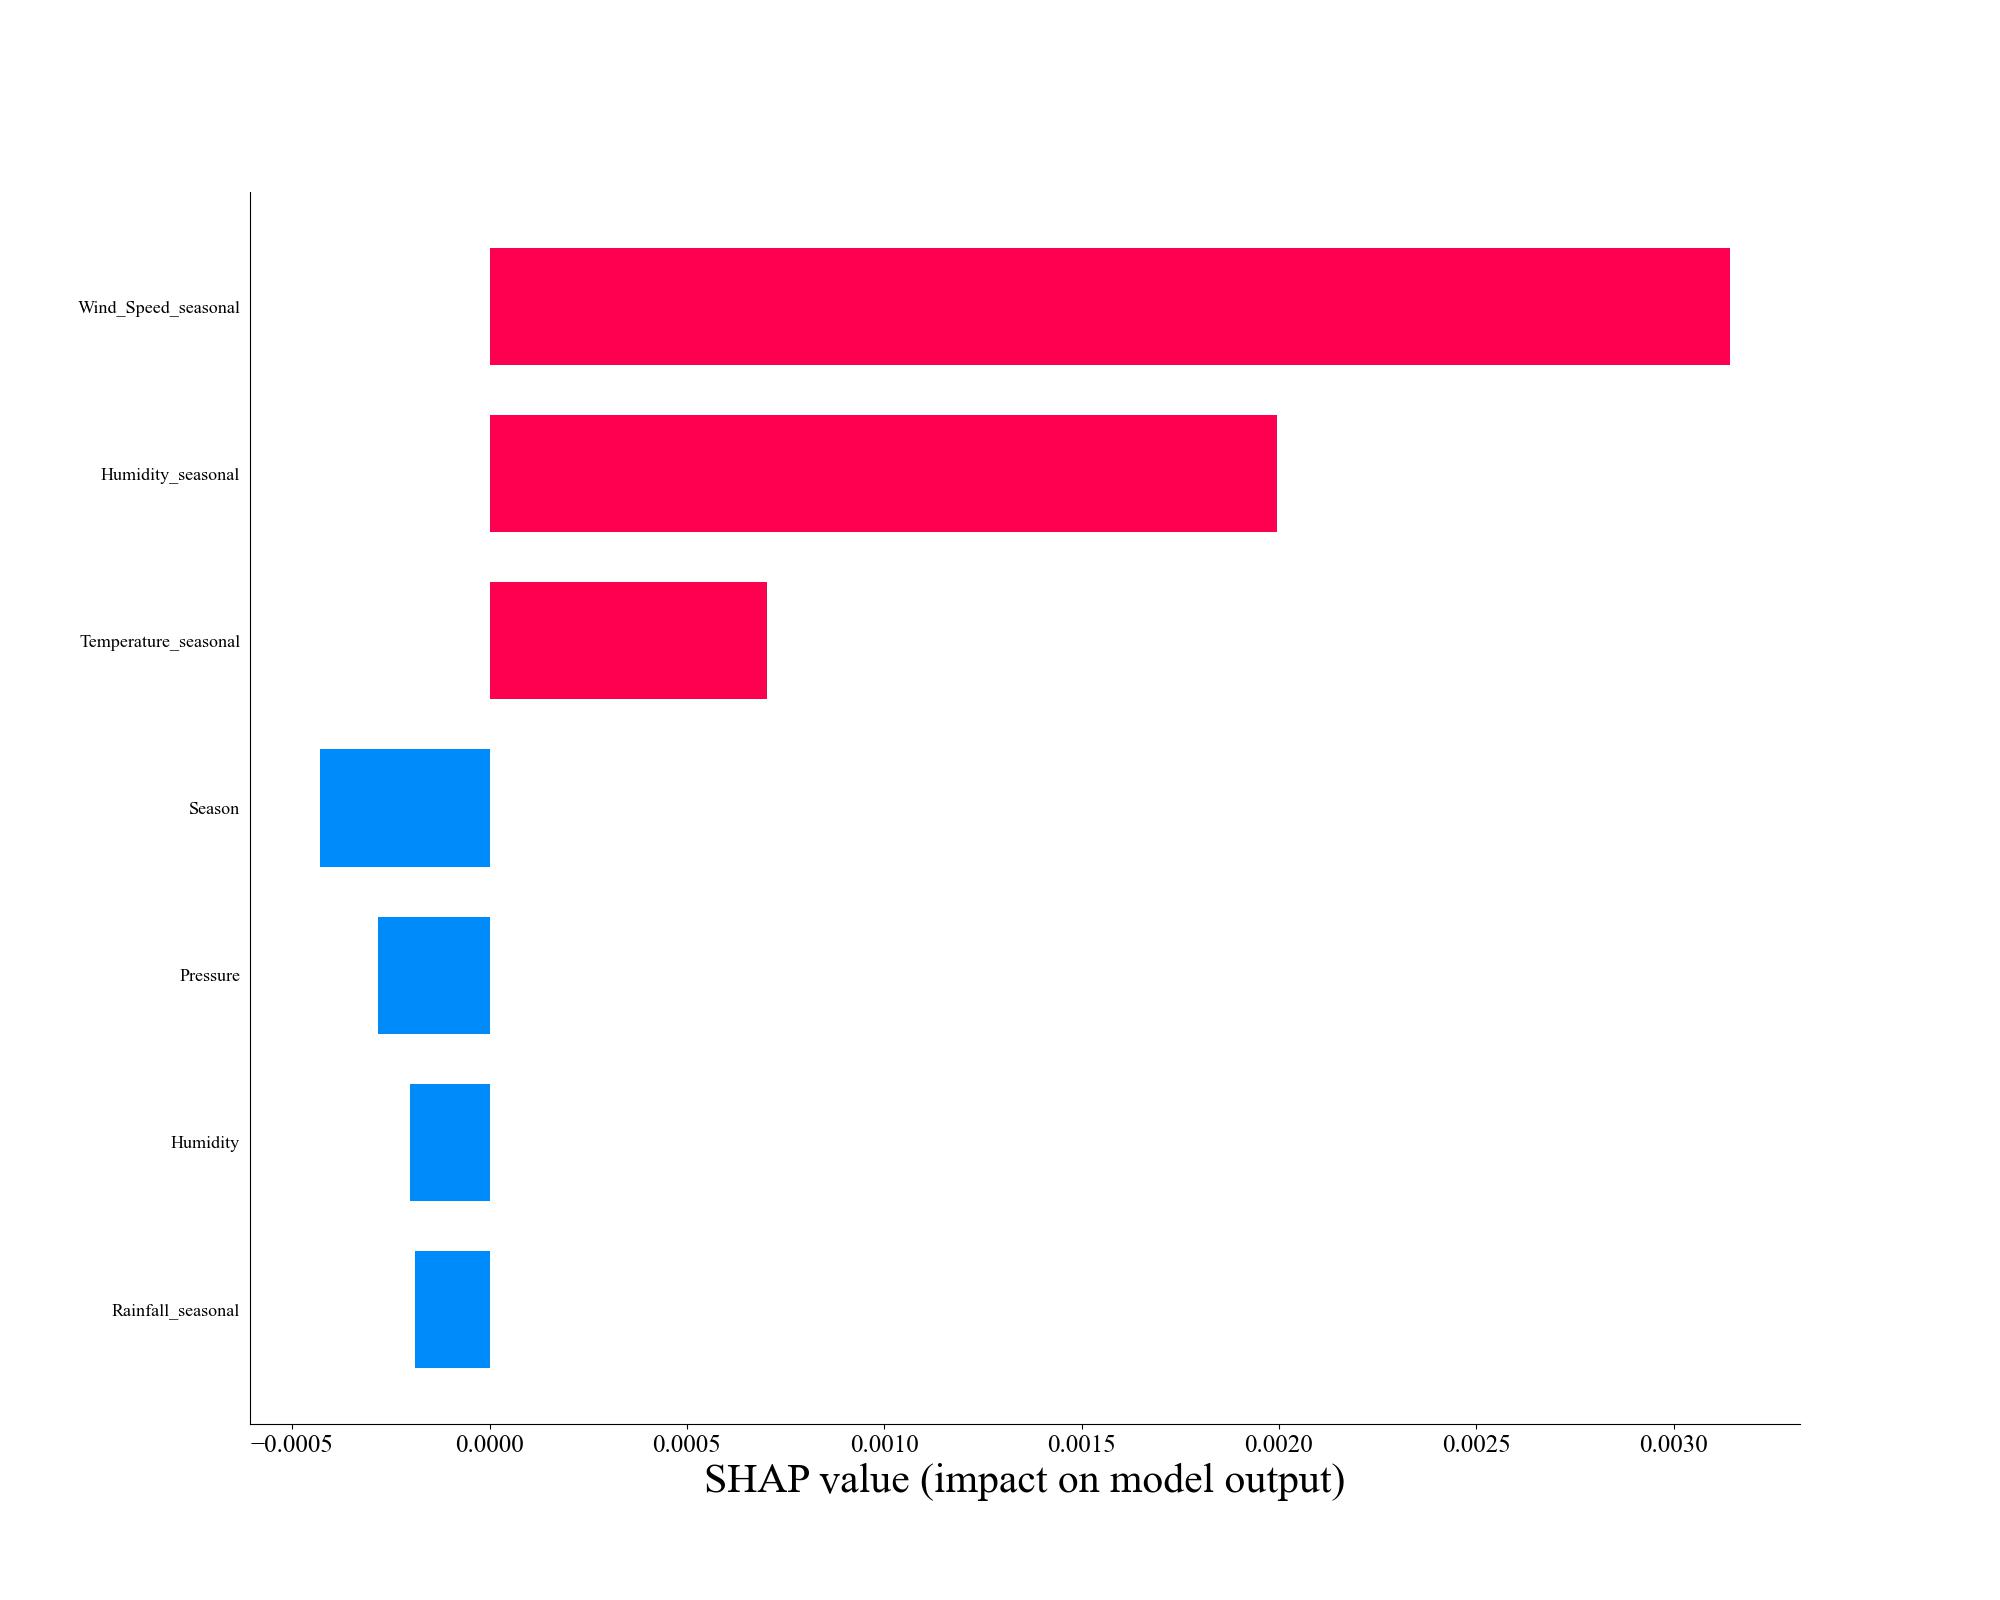 Wind_Speed_seasonal
Humidity_seasonal
Temperature_seasonal
Season
Pressure
Humidity
Rainfall_seasonal
−0.0005 0.0000 0.0005 0.0010 0.0015 0.0020 0.0025 0.0030
SHAP value (impact on model output)